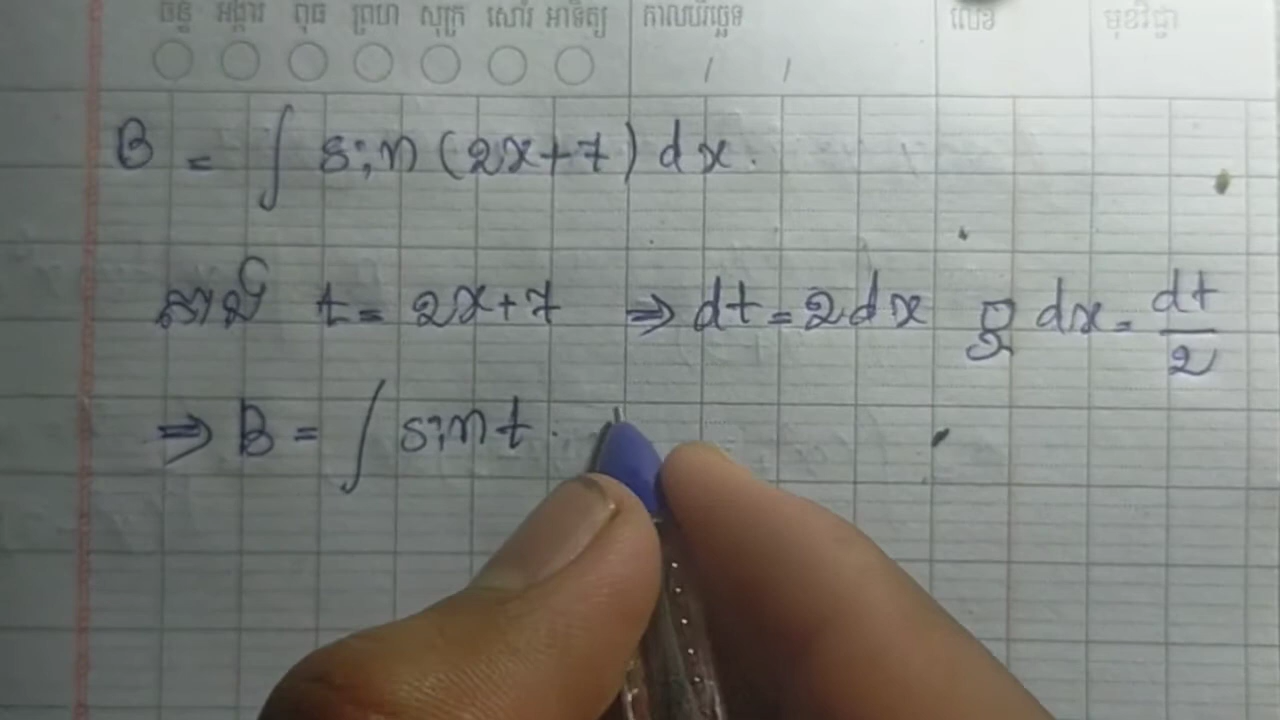 ចន្ទ អង្គារ ពុធ ព្រហ សុក្រ សៅរ៍ អាទិត្យ កាលបរិច្ឆេទ លេខ មុខវិជ្ជា
/ /
B = ∫ sin (2x+7) dx.
តាង t = 2x+7 ⇒ dt = 2dx ឬ dx = dt/2
⇒ B = ∫ sint .